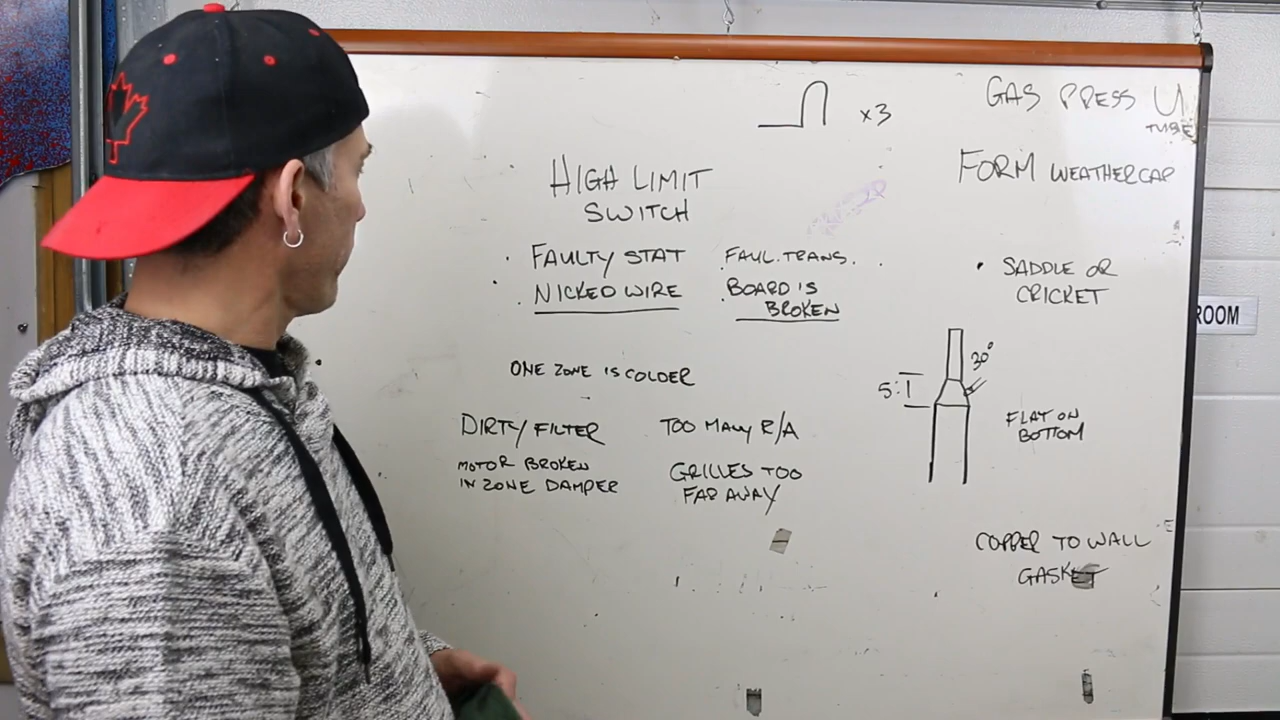 x3
GAS PRESS U
TUBE
FORM WEATHERCAP
HIGH LIMIT
SWITCH
FAULTY STAT
FAUL. TRANS.
NICKED WIRE
BOARD IS
BROKEN
SADDLE OR
CRICKET
ROOM
30°
5:1
FLAT ON
BOTTOM
ONE ZONE IS COLDER
DIRTY FILTER
TOO MANY R/A
MOTOR BROKEN
IN ZONE DAMPER
GRILLES TOO
FAR AWAY
COPPER TO WALL
GASKET